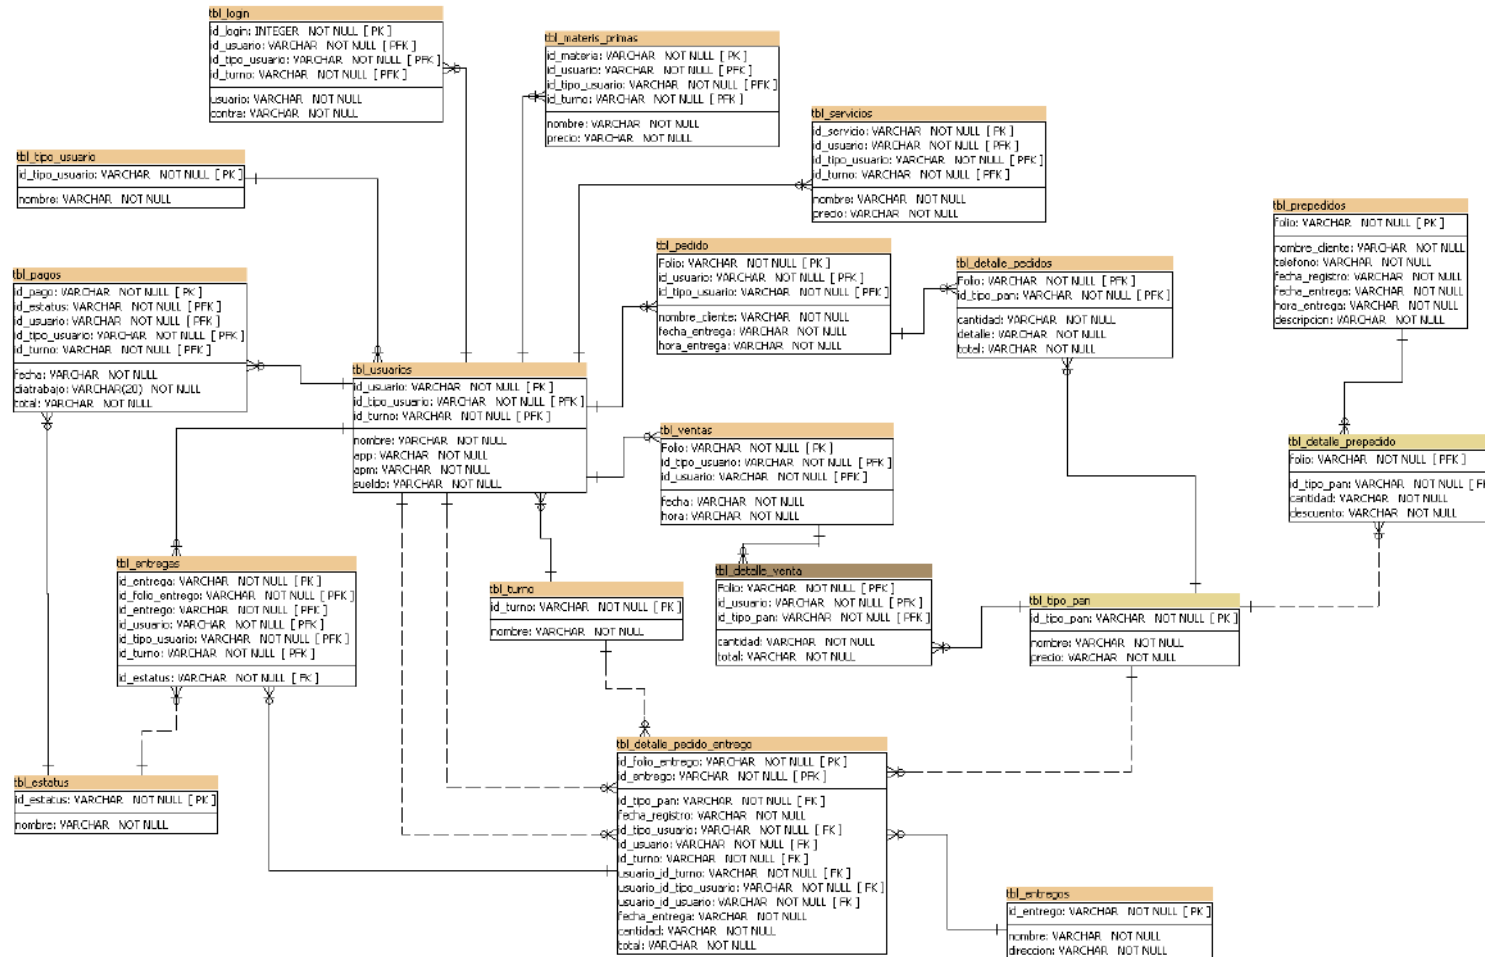 tbl_login
id_login: INTEGER NOT NULL [ PK ]
id_usuario: VARCHAR NOT NULL [ PFK ]
id_tipo_usuario: VARCHAR NOT NULL [ PFK ]
id_turno: VARCHAR NOT NULL [ PFK ]
usuario: VARCHAR NOT NULL
contra: VARCHAR NOT NULL
tbl_materis_primas
id_materia: VARCHAR NOT NULL [ PK ]
id_usuario: VARCHAR NOT NULL [ PFK ]
id_tipo_usuario: VARCHAR NOT NULL [ PFK ]
id_turno: VARCHAR NOT NULL [ PFK ]
nombre: VARCHAR NOT NULL
precio: VARCHAR NOT NULL
tbl_servicios
id_servicio: VARCHAR NOT NULL [ PK ]
id_usuario: VARCHAR NOT NULL [ PFK ]
id_tipo_usuario: VARCHAR NOT NULL [ PFK ]
id_turno: VARCHAR NOT NULL [ PFK ]
nombre: VARCHAR NOT NULL
precio: VARCHAR NOT NULL
tbl_tipo_usuario
id_tipo_usuario: VARCHAR NOT NULL [ PK ]
nombre: VARCHAR NOT NULL
tbl_prepedidos
folio: VARCHAR NOT NULL [ PK ]
nombre_cliente: VARCHAR NOT NULL
telefono: VARCHAR NOT NULL
fecha_registro: VARCHAR NOT NULL
fecha_entrega: VARCHAR NOT NULL
hora_entrega: VARCHAR NOT NULL
descripcion: VARCHAR NOT NULL
tbl_pedido
Folio: VARCHAR NOT NULL [ PK ]
id_usuario: VARCHAR NOT NULL [ PFK ]
id_tipo_usuario: VARCHAR NOT NULL [ PFK ]
nombre_cliente: VARCHAR NOT NULL
fecha_entrega: VARCHAR NOT NULL
hora_entrega: VARCHAR NOT NULL
tbl_detalle_pedidos
Folio: VARCHAR NOT NULL [ PFK ]
id_tipo_pan: VARCHAR NOT NULL [ PFK ]
cantidad: VARCHAR NOT NULL
detalle: VARCHAR NOT NULL
total: VARCHAR NOT NULL
tbl_pagos
id_pago: VARCHAR NOT NULL [ PK ]
id_estatus: VARCHAR NOT NULL [ PFK ]
id_usuario: VARCHAR NOT NULL [ PFK ]
id_tipo_usuario: VARCHAR NOT NULL [ PFK ]
id_turno: VARCHAR NOT NULL [ PFK ]
fecha: VARCHAR NOT NULL
diatrabajo: VARCHAR(20) NOT NULL
total: VARCHAR NOT NULL
tbl_usuarios
id_usuario: VARCHAR NOT NULL [ PK ]
id_tipo_usuario: VARCHAR NOT NULL [ PFK ]
id_turno: VARCHAR NOT NULL [ PFK ]
nombre: VARCHAR NOT NULL
app: VARCHAR NOT NULL
apm: VARCHAR NOT NULL
sueldo: VARCHAR NOT NULL
tbl_ventas
Folio: VARCHAR NOT NULL [ PK ]
id_tipo_usuario: VARCHAR NOT NULL [ PFK ]
id_usuario: VARCHAR NOT NULL [ PFK ]
fecha: VARCHAR NOT NULL
hora: VARCHAR NOT NULL
tbl_detalle_prepedido
folio: VARCHAR NOT NULL [ PFK ]
id_tipo_pan: VARCHAR NOT NULL [ FK
cantidad: VARCHAR NOT NULL
descuento: VARCHAR NOT NULL
tbl_entregas
id_entrega: VARCHAR NOT NULL [ PK ]
id_folio_entrego: VARCHAR NOT NULL [ PFK ]
id_entrego: VARCHAR NOT NULL [ PFK ]
id_usuario: VARCHAR NOT NULL [ PFK ]
id_tipo_usuario: VARCHAR NOT NULL [ PFK ]
id_turno: VARCHAR NOT NULL [ PFK ]
id_estatus: VARCHAR NOT NULL [ FK ]
tbl_turno
id_turno: VARCHAR NOT NULL [ PK ]
nombre: VARCHAR NOT NULL
tbl_detalle_venta
Folio: VARCHAR NOT NULL [ PFK ]
id_usuario: VARCHAR NOT NULL [ PFK ]
id_tipo_pan: VARCHAR NOT NULL [ PFK ]
cantidad: VARCHAR NOT NULL
total: VARCHAR NOT NULL
tbl_tipo_pan
id_tipo_pan: VARCHAR NOT NULL [ PK ]
nombre: VARCHAR NOT NULL
precio: VARCHAR NOT NULL
tbl_estatus
id_estatus: VARCHAR NOT NULL [ PK ]
nombre: VARCHAR NOT NULL
tbl_detalle_pedido_entrego
id_folio_entrego: VARCHAR NOT NULL [ PK ]
id_entrego: VARCHAR NOT NULL [ PFK ]
id_tipo_pan: VARCHAR NOT NULL [ FK ]
fecha_registro: VARCHAR NOT NULL
id_tipo_usuario: VARCHAR NOT NULL [ FK ]
id_usuario: VARCHAR NOT NULL [ FK ]
id_turno: VARCHAR NOT NULL [ FK ]
usuario_id_turno: VARCHAR NOT NULL [ FK ]
usuario_id_tipo_usuario: VARCHAR NOT NULL [ FK ]
usuario_id_usuario: VARCHAR NOT NULL [ FK ]
fecha_entrega: VARCHAR NOT NULL
cantidad: VARCHAR NOT NULL
total: VARCHAR NOT NULL
tbl_entregos
id_entrego: VARCHAR NOT NULL [ PK ]
nombre: VARCHAR NOT NULL
direccion: VARCHAR NOT NULL